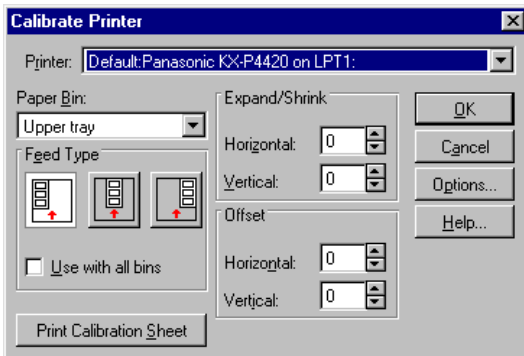 Calibrate Printer
Printer: Default:Panasonic KX-P4420 on LPT1:
Paper Bin:
Upper tray
Feed Type
Use with all bins
Print Calibration Sheet
Expand/Shrink
Horizontal: 0
Vertical: 0
Offset
Horizontal: 0
Vertical: 0
OK
Cancel
Options...
Help...